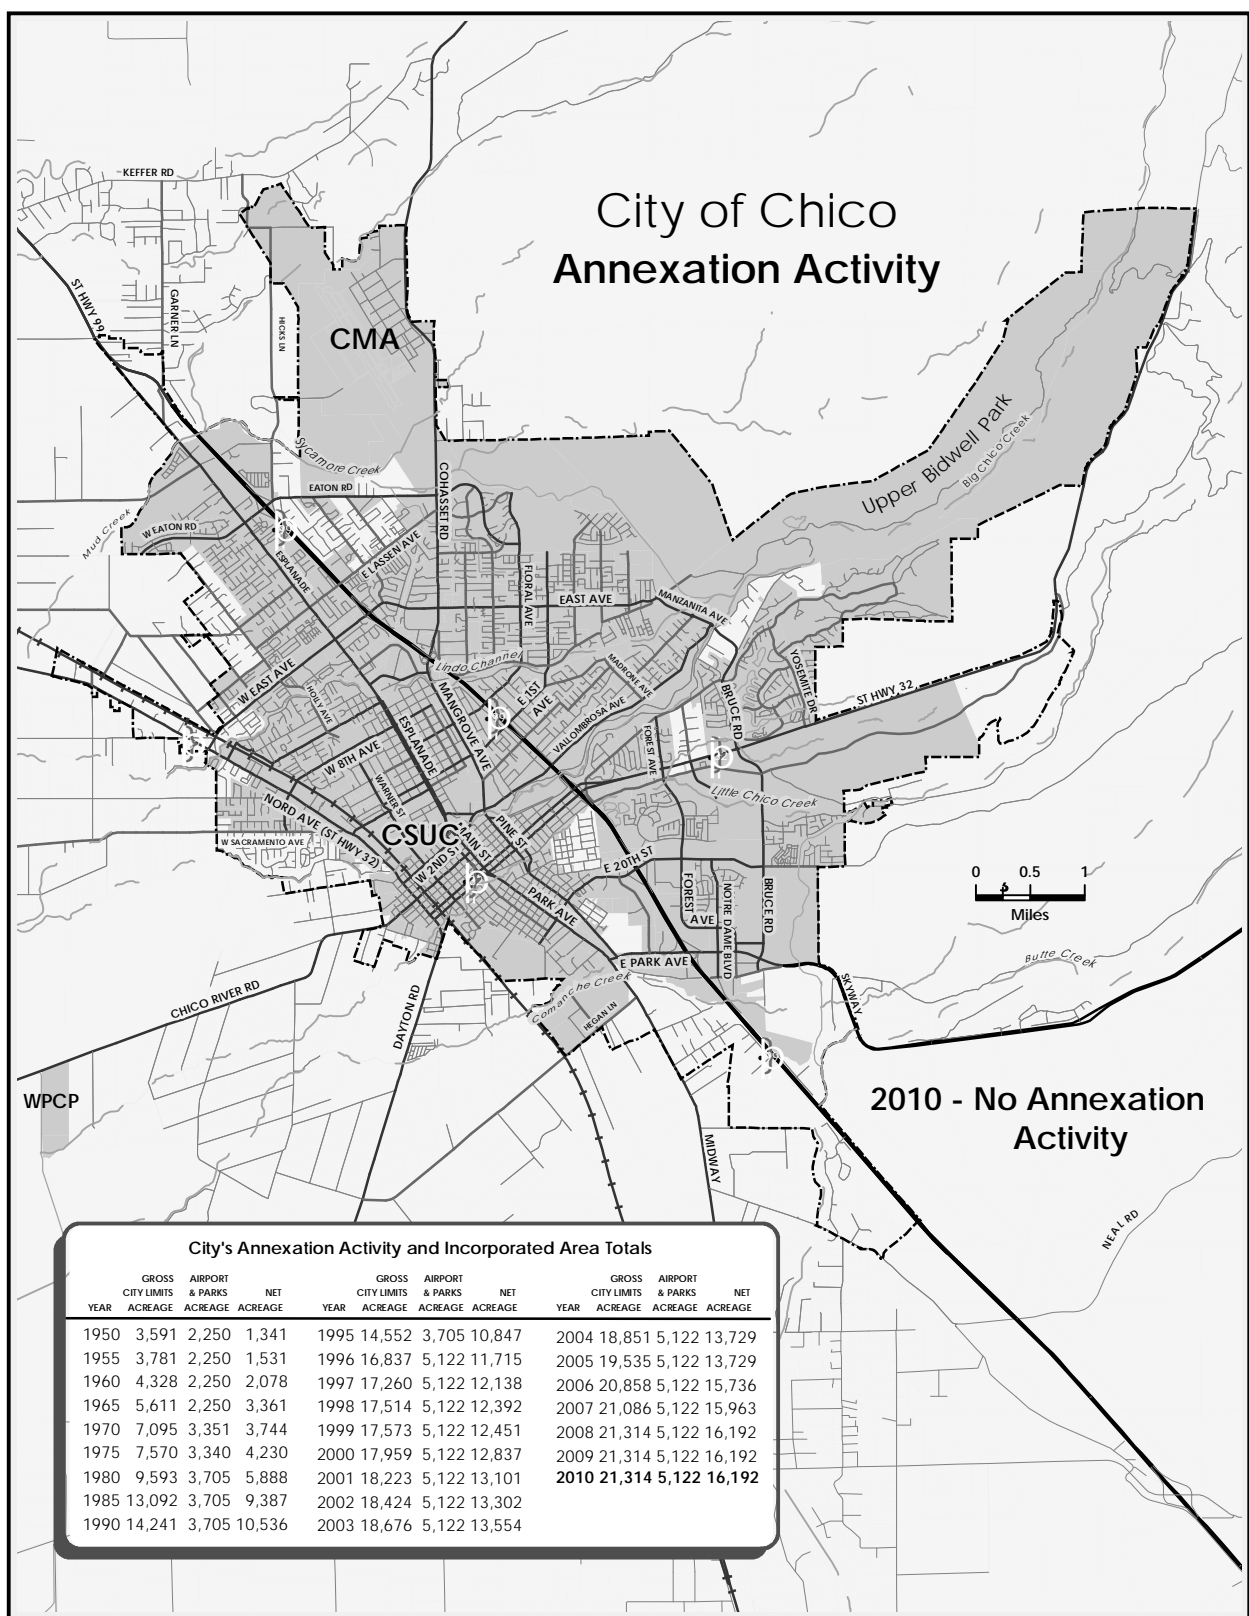 City of Chico
Annexation Activity
KEFFER RD
ST HWY 99
GARNER LN
HICKS LN
CMA
Upper Bidwell Park
Big Chico Creek
Sycamore Creek
EATON RD
COHASSET RD
Mud Creek
W EATON RD
ESPLANADE
E LASSEN AVE
FLORAL AVE
EAST AVE
MANZANITA AVE
Lindo Channel
MADRONE AVE
YOSEMITE DR
W EAST AVE
HOLLY AVE
MANGROVE AVE
E 1ST
AVE
VALLOMBROSA AVE
BRUCE RD
ST HWY 32
ESPLANADE
W 8TH AVE
WARNER ST
FOREST AVE
Little Chico Creek
NORD AVE (ST HWY 32)
CSUC
MAIN ST
PINE ST
W SACRAMENTO AVE
W 2ND ST
E 20TH ST
PARK AVE
FOREST
AVE
NOTRE DAME BLVD
BRUCE RD
0 0.5 1
Miles
E PARK AVE
SKYWAY
Butte Creek
Comanche Creek
HEGAN LN
CHICO RIVER RD
DAYTON RD
WPCP
2010 - No Annexation
Activity
MIDWAY
NEAL RD
City's Annexation Activity and Incorporated Area Totals
GROSS AIRPORT GROSS AIRPORT GROSS AIRPORT
CITY LIMITS & PARKS NET CITY LIMITS & PARKS NET CITY LIMITS & PARKS NET
YEAR ACREAGE ACREAGE ACREAGE YEAR ACREAGE ACREAGE ACREAGE YEAR ACREAGE ACREAGE ACREAGE
1950 3,591 2,250 1,341 1995 14,552 3,705 10,847 2004 18,851 5,122 13,729
1955 3,781 2,250 1,531 1996 16,837 5,122 11,715 2005 19,535 5,122 13,729
1960 4,328 2,250 2,078 1997 17,260 5,122 12,138 2006 20,858 5,122 15,736
1965 5,611 2,250 3,361 1998 17,514 5,122 12,392 2007 21,086 5,122 15,963
1970 7,095 3,351 3,744 1999 17,573 5,122 12,451 2008 21,314 5,122 16,192
1975 7,570 3,340 4,230 2000 17,959 5,122 12,837 2009 21,314 5,122 16,192
1980 9,593 3,705 5,888 2001 18,223 5,122 13,101 2010 21,314 5,122 16,192
1985 13,092 3,705 9,387 2002 18,424 5,122 13,302
1990 14,241 3,705 10,536 2003 18,676 5,122 13,554